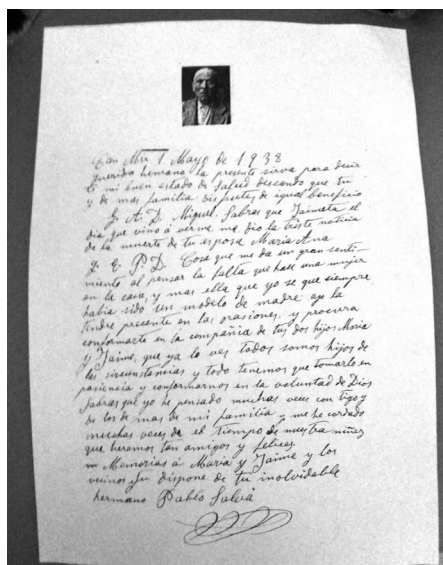 Can Mir 1 Mayo de 1938
querido hermano la presente sirva para decir
te mi buen estado de salud deseando que tu
y de mas familia disfrutes de igual beneficio
G. A. D. Miguel. Sabras que Jaimeta el
dia que vino á verme me dio la triste noticia
de la muerte de tu esposa Maria Ana
Q. E. P. D. Cosa que me da un gran senti-
miento al pensar la falta que hase una mujer
en la casa, y mas ella que yo se que siempre
habia sido un modelo de madre
tendre presente en las orasiones, y procura
conformarte en la compañia de tus dos hijos Maria
y Jaime, que ya lo ves todos somos hijos de
las sircunstancias y todo tenemos que tomarlo en
pasiencia y conformarnos en la voluntad de Dios
Sabras que yo he pensado muchas veces con tigo y
de los de mas de mi familia y me he cordado
muchas veces de el tiempo de nuestra niñez
que heramos tan amigos y felices.
Memorias á Maria y Jaime y los
vecinos dispone de tu inolvidable
hermano Pablo Salvá